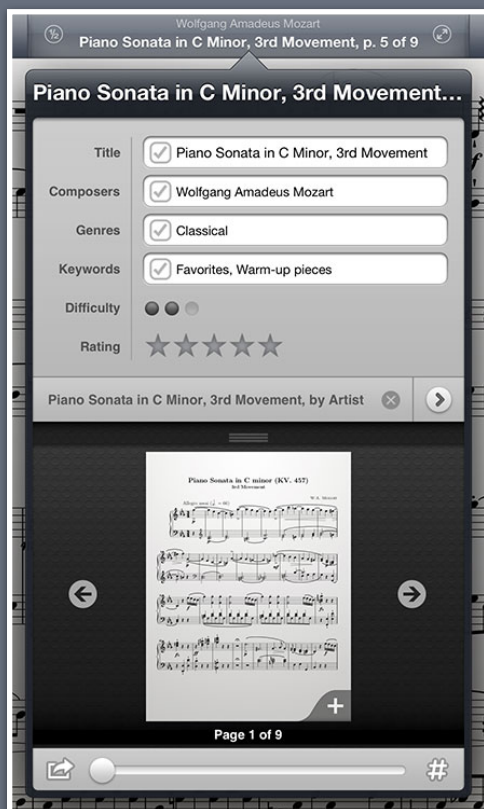 ½
Wolfgang Amadeus Mozart
Piano Sonata in C Minor, 3rd Movement, p. 5 of 9
Piano Sonata in C Minor, 3rd Movement...
Title
Piano Sonata in C Minor, 3rd Movement
Composers
Wolfgang Amadeus Mozart
Genres
Classical
Keywords
Favorites, Warm-up pieces
Difficulty
Rating
Piano Sonata in C Minor, 3rd Movement, by Artist
Piano Sonata in C minor (KV. 457)
3rd Movement
W.A. Mozart
Page 1 of 9
#